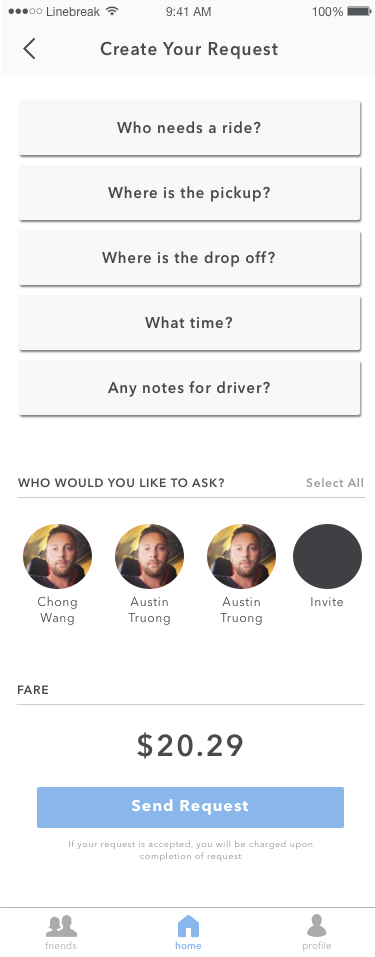 Linebreak 9:41 AM 100%
Create Your Request
Who needs a ride?
Where is the pickup?
Where is the drop off?
What time?
Any notes for driver?
WHO WOULD YOU LIKE TO ASK? Select All
Chong Austin Austin Invite
Wang Truong Truong
FARE
$20.29
Send Request
If your request is accepted, you will be charged upon
completion of request
friends home profile